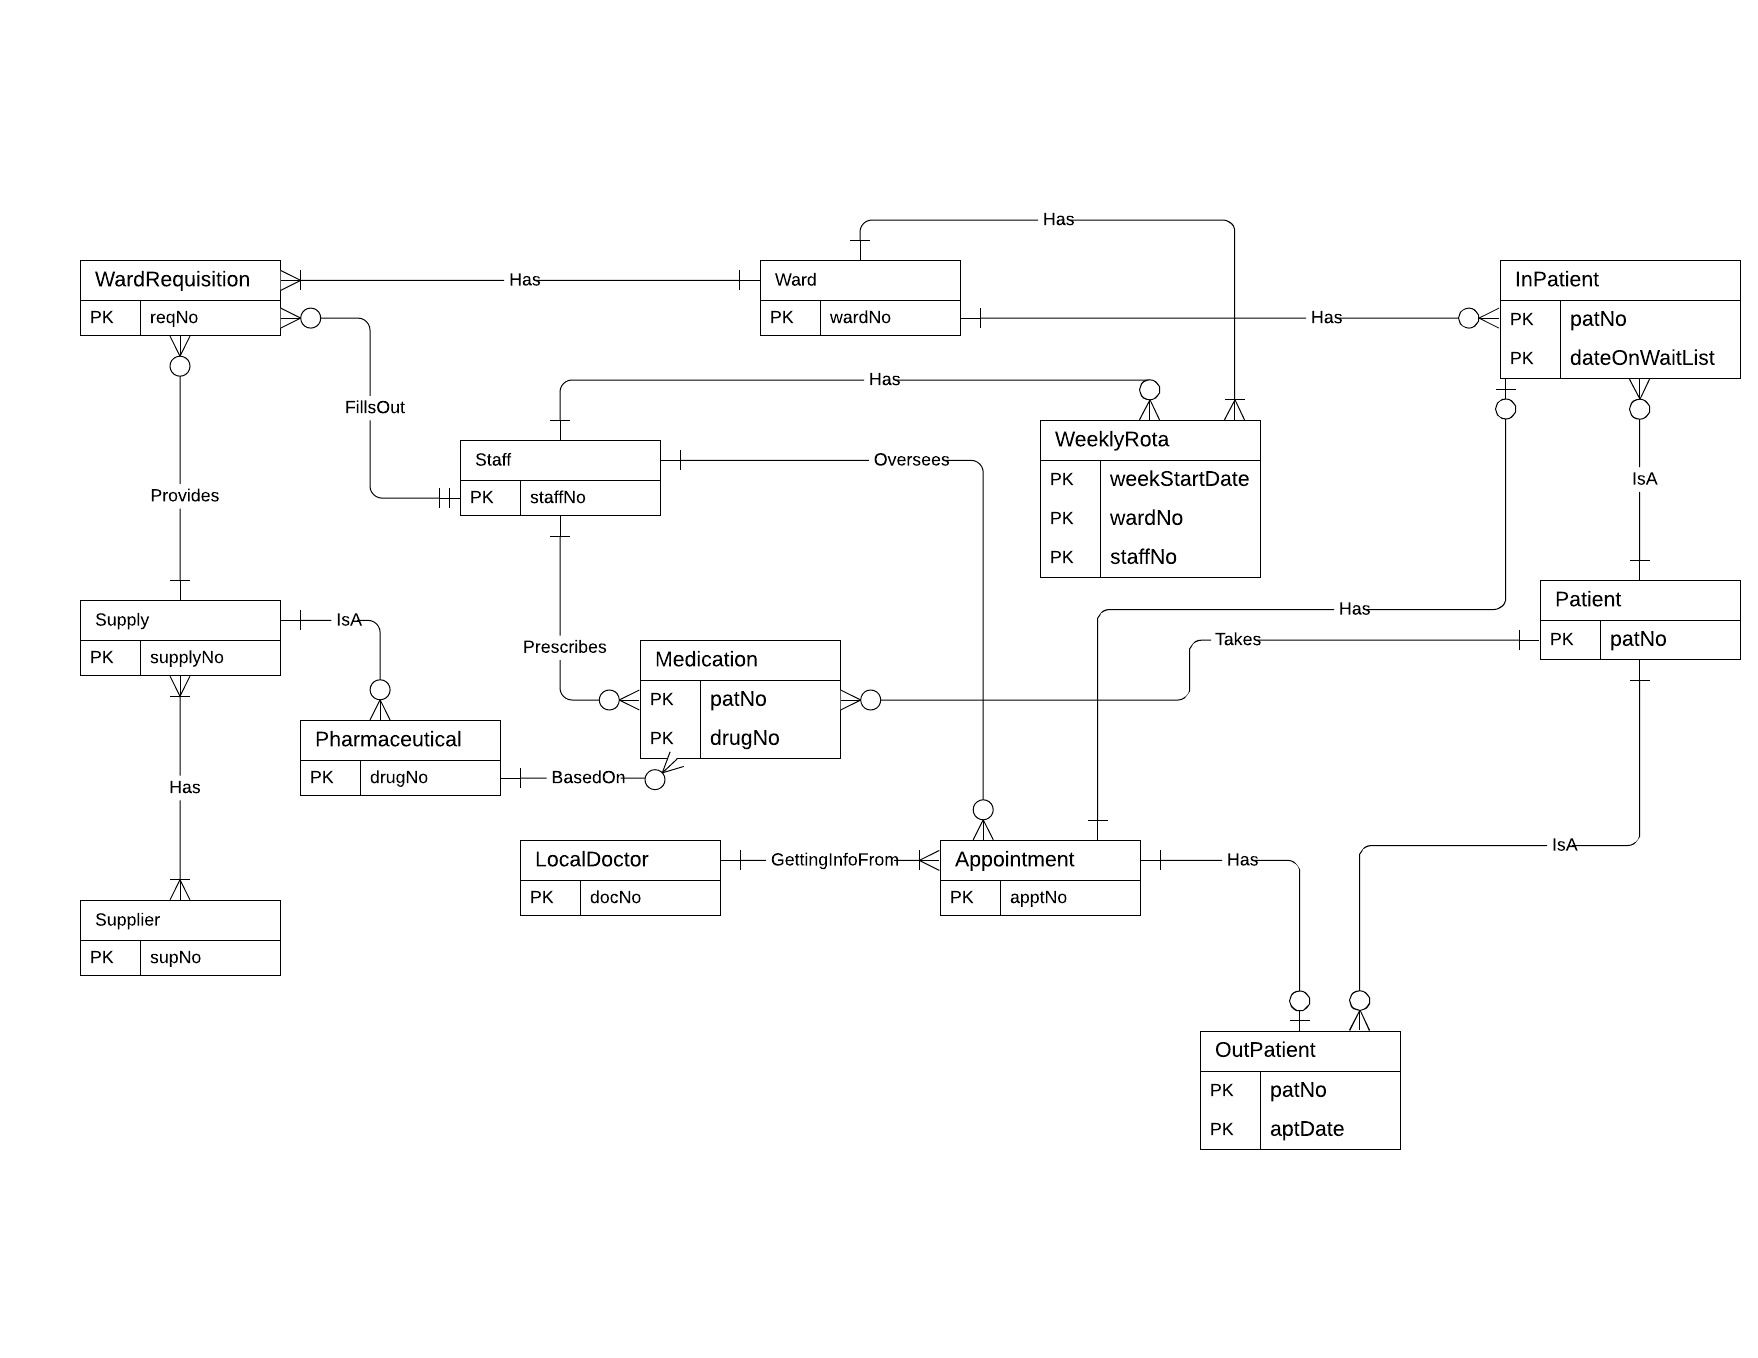 Has
WardRequisition
PK reqNo
Has
Ward
PK wardNo
Has
InPatient
PK patNo
PK dateOnWaitList
Has
FillsOut
Staff
PK staffNo
Oversees
WeeklyRota
PK weekStartDate
PK wardNo
PK staffNo
IsA
Provides
Supply
PK supplyNo
IsA
Prescribes
Has
Takes
Patient
PK patNo
Medication
PK patNo
PK drugNo
Pharmaceutical
PK drugNo
BasedOn
Has
LocalDoctor
PK docNo
GettingInfoFrom
Appointment
PK apptNo
Has
IsA
Supplier
PK supNo
OutPatient
PK patNo
PK aptDate